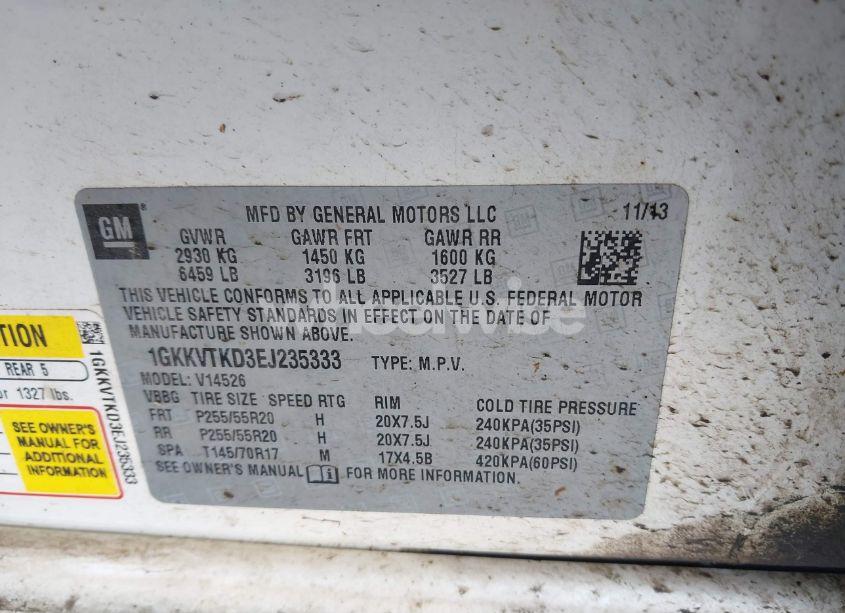 GM
MFD BY GENERAL MOTORS LLC 11/13
GVWR GAWR FRT GAWR RR
2930 KG 1450 KG 1600 KG
6459 LB 3196 LB 3527 LB
THIS VEHICLE CONFORMS TO ALL APPLICABLE U.S. FEDERAL MOTOR
VEHICLE SAFETY STANDARDS IN EFFECT ON THE DATE OF
MANUFACTURE SHOWN ABOVE.
1GKKVTKD3EJ235333 TYPE: M.P.V.
MODEL: V14526
VBBG TIRE SIZE SPEED RTG RIM COLD TIRE PRESSURE
FRT P255/55R20 H 20X7.5J 240KPA(35PSI)
RR P255/55R20 H 20X7.5J 240KPA(35PSI)
SPA T145/70R17 M 17X4.5B 420KPA(60PSI)
SEE OWNER'S MANUAL FOR MORE INFORMATION.
REAR 5
1327 lbs.
SEE OWNER'S
MANUAL FOR
ADDITIONAL
INFORMATION
1GKKVTKD3EJ235333